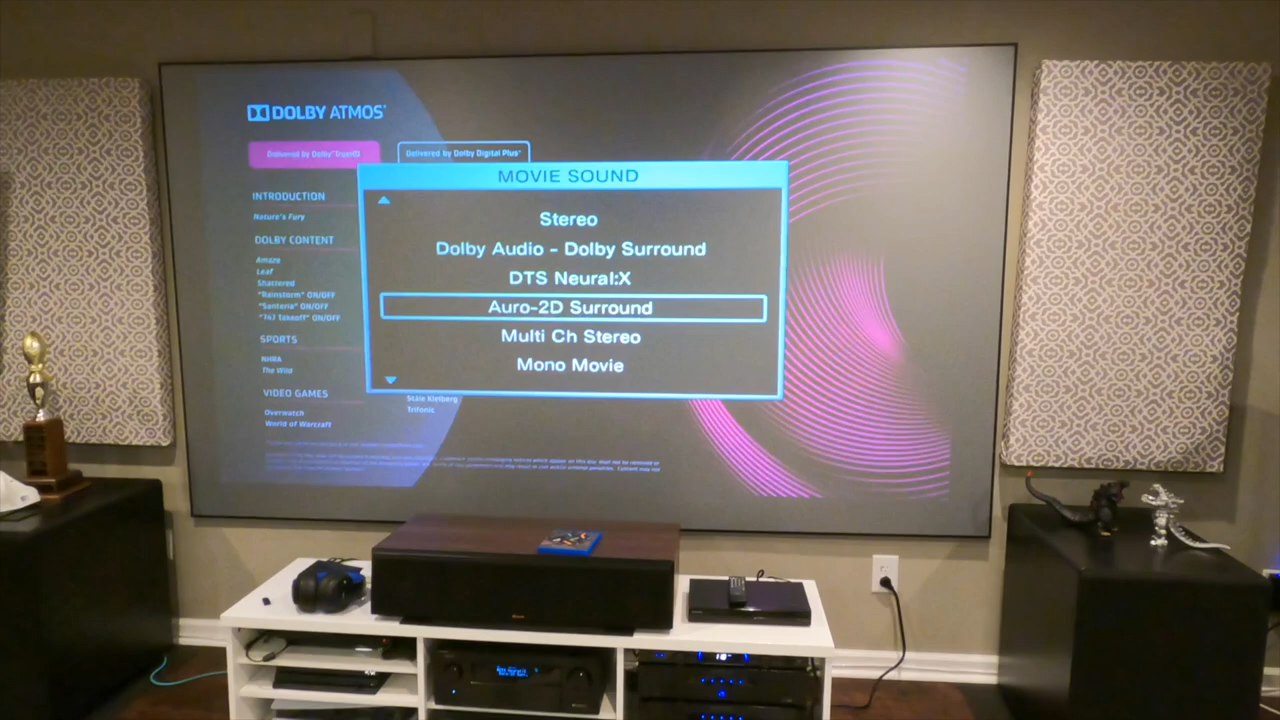 DOLBY ATMOS
Delivered by Dolby TrueHD
Delivered by Dolby Digital Plus™
MOVIE SOUND
Stereo
Dolby Audio - Dolby Surround
DTS Neural:X
Auro-2D Surround
Multi Ch Stereo
Mono Movie
INTRODUCTION
Nature's Fury
DOLBY CONTENT
Amaze
Leaf
Shattered
"Rainstorm" ON/OFF
"Santeria" ON/OFF
"747 Takeoff" ON/OFF
SPORTS
NHRA
The Wild
VIDEO GAMES
Overwatch
World of Warcraft
Ståle Kleiberg
Trifonic